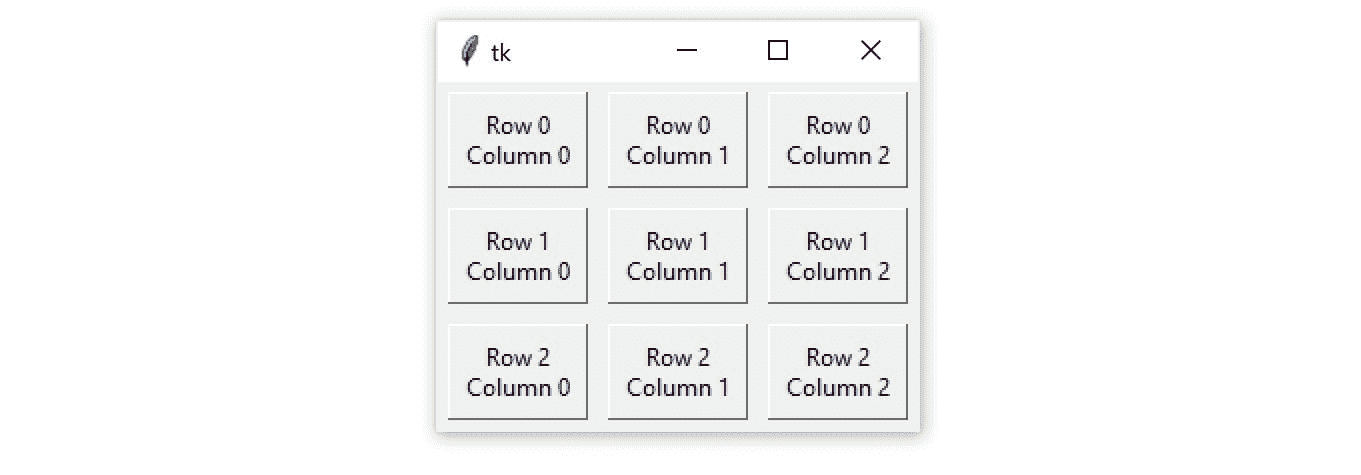 tk
Row 0 Row 0 Row 0
Column 0 Column 1 Column 2
Row 1 Row 1 Row 1
Column 0 Column 1 Column 2
Row 2 Row 2 Row 2
Column 0 Column 1 Column 2